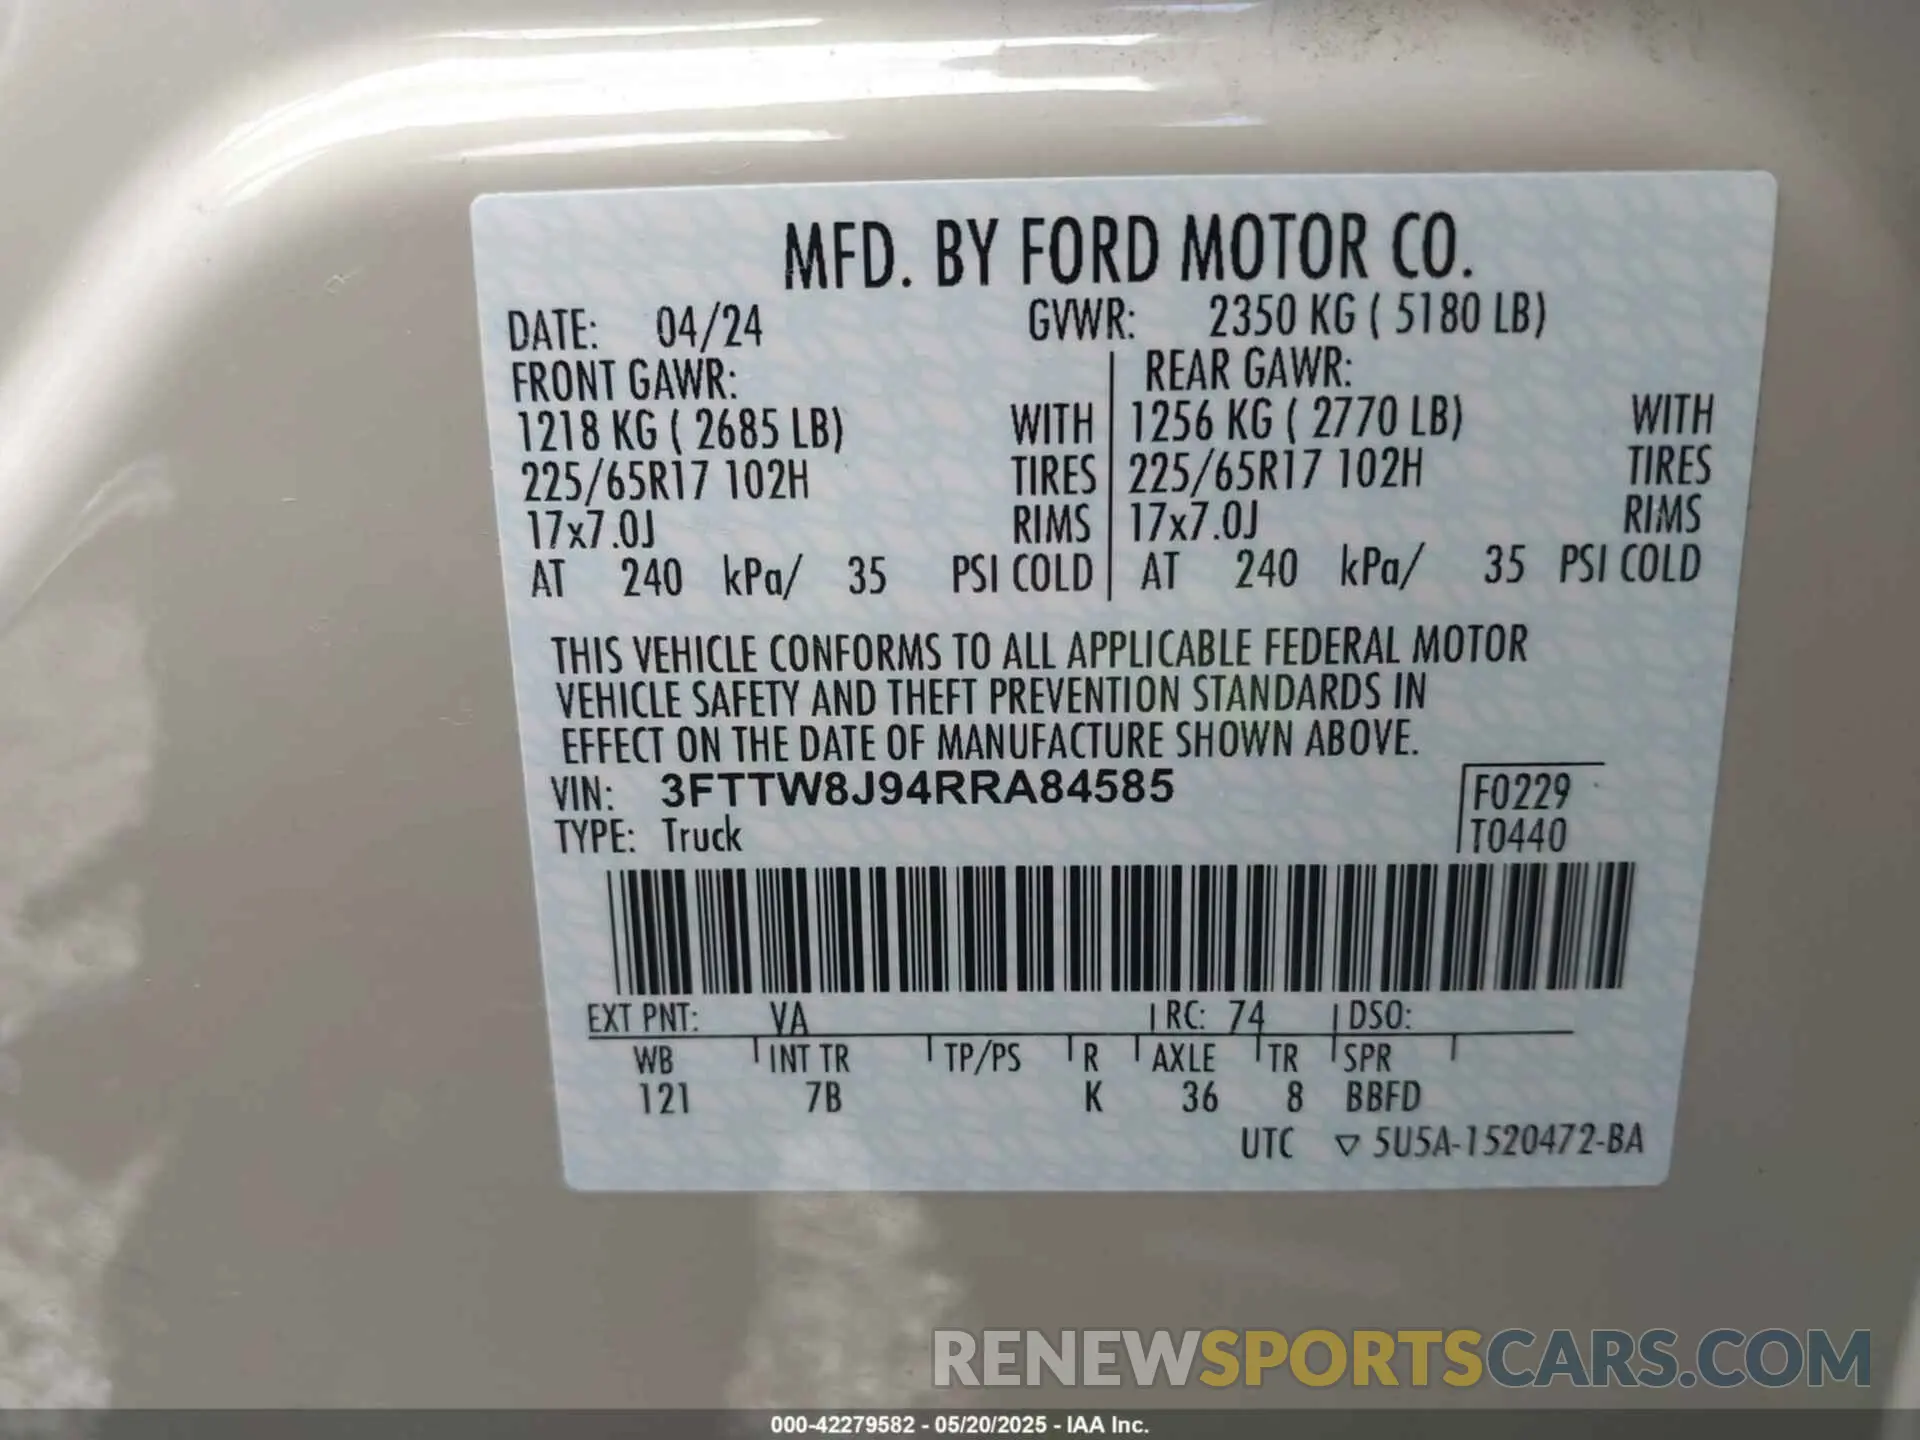 MFD. BY FORD MOTOR CO.
DATE: 04/24 GVWR: 2350 KG ( 5180 LB)
FRONT GAWR: REAR GAWR:
1218 KG ( 2685 LB) WITH 1256 KG ( 2770 LB) WITH
225/65R17 102H TIRES 225/65R17 102H TIRES
17x7.0J RIMS 17x7.0J RIMS
AT 240 kPa/ 35 PSI COLD AT 240 kPa/ 35 PSI COLD
THIS VEHICLE CONFORMS TO ALL APPLICABLE FEDERAL MOTOR
VEHICLE SAFETY AND THEFT PREVENTION STANDARDS IN
EFFECT ON THE DATE OF MANUFACTURE SHOWN ABOVE.
VIN: 3FTTW8J94RRA84585 F0229
TYPE: Truck T0440
EXT PNT: VA RC: 74 DSO:
WB INT TR TP/PS R AXLE TR SPR
121 7B K 36 8 BBFD
UTC ▽ 5U5A-1520472-BA
RENEWSPORTSCARS.COM
000-42279582 - 05/20/2025 - IAA Inc.